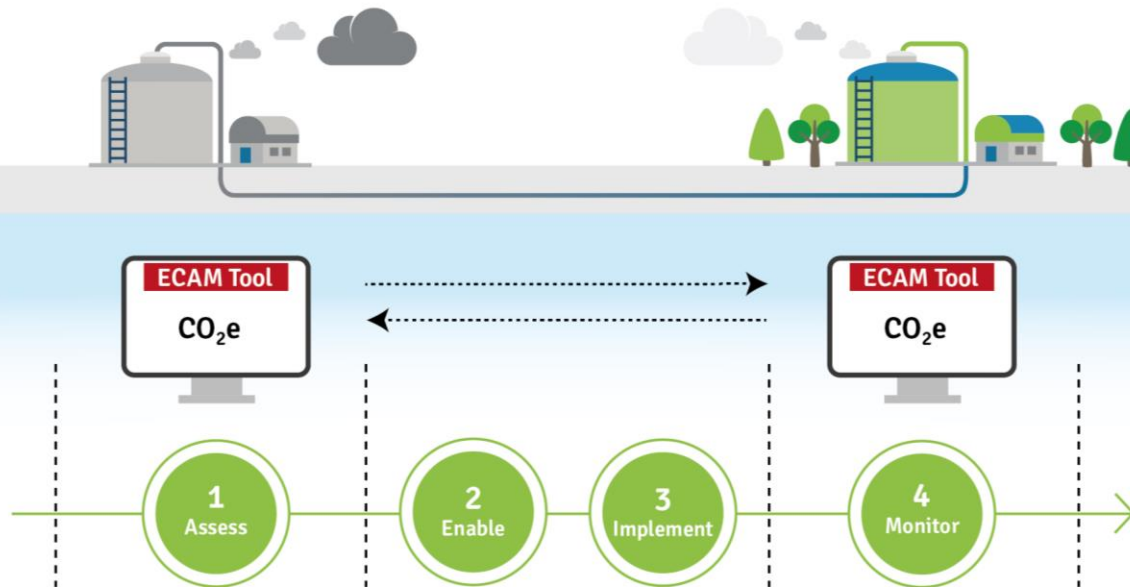 ECAM Tool
CO₂e
ECAM Tool
CO₂e
1
Assess
2
Enable
3
Implement
4
Monitor